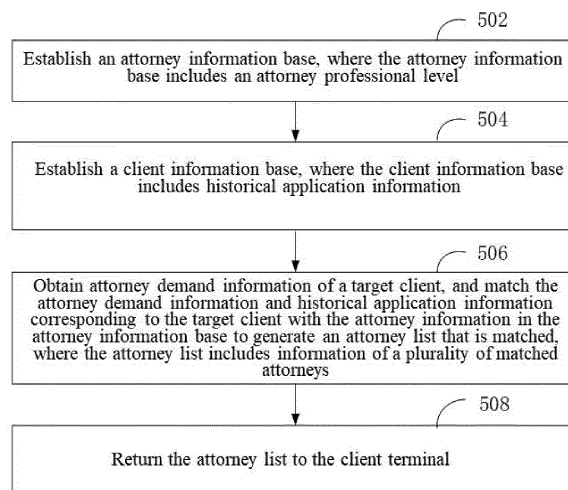 502
Establish an attorney information base, where the attorney information
base includes an attorney professional level
504
Establish a client information base, where the client information base
includes historical application information
506
Obtain attorney demand information of a target client, and match the
attorney demand information and historical application information
corresponding to the target client with the attorney information in the
attorney information base to generate an attorney list that is matched,
where the attorney list includes information of a plurality of matched
attorneys
508
Return the attorney list to the client terminal